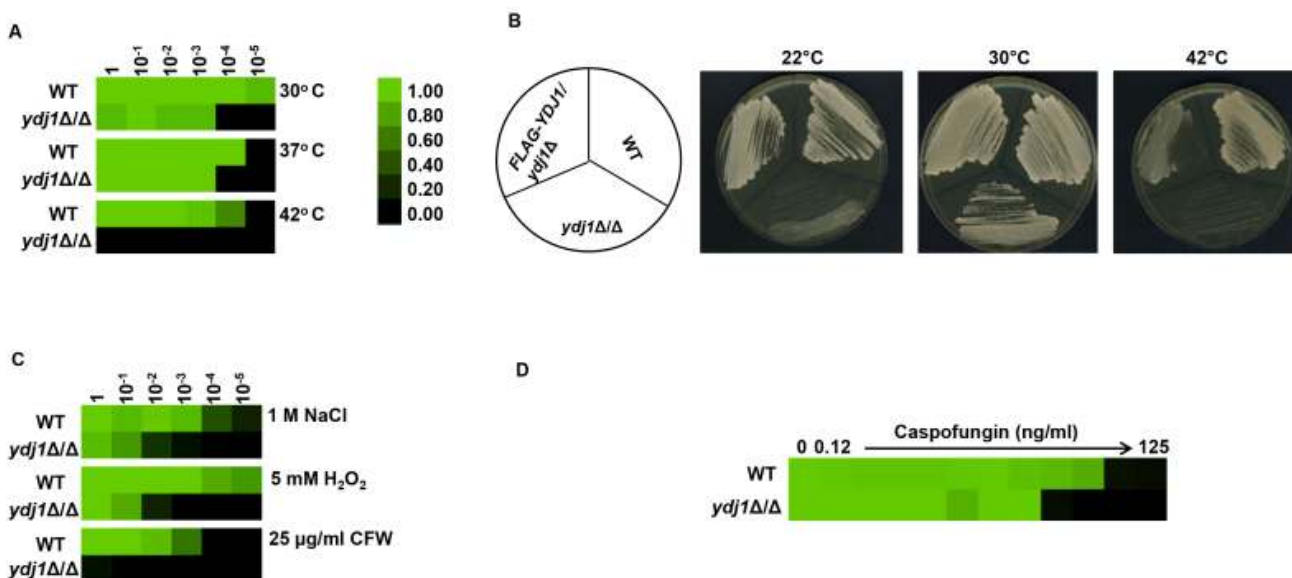 A
1 10⁻¹ 10⁻² 10⁻³ 10⁻⁴ 10⁻⁵
WT
ydj1Δ/Δ
30° C
WT
ydj1Δ/Δ
37° C
WT
ydj1Δ/Δ
42° C
1.00
0.80
0.60
0.40
0.20
0.00
B
FLAG-YDJ1/
ydj1Δ
WT
ydj1Δ/Δ
22°C
30°C
42°C
C
1 10⁻¹ 10⁻² 10⁻³ 10⁻⁴ 10⁻⁵
WT
ydj1Δ/Δ
1 M NaCl
WT
ydj1Δ/Δ
5 mM H₂O₂
WT
ydj1Δ/Δ
25 µg/ml CFW
D
Caspofungin (ng/ml)
0 0.12 125
WT
ydj1Δ/Δ